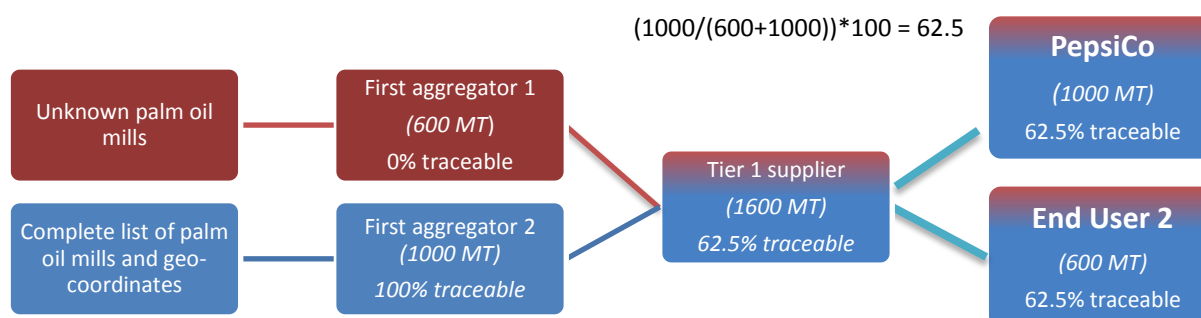 (1000/(600+1000))*100 = 62.5
Unknown palm oil
mills
First aggregator 1
(600 MT)
0% traceable
Complete list of palm
oil mills and geo-
coordinates
First aggregator 2
(1000 MT)
100% traceable
Tier 1 supplier
(1600 MT)
62.5% traceable
PepsiCo
(1000 MT)
62.5% traceable
End User 2
(600 MT)
62.5% traceable